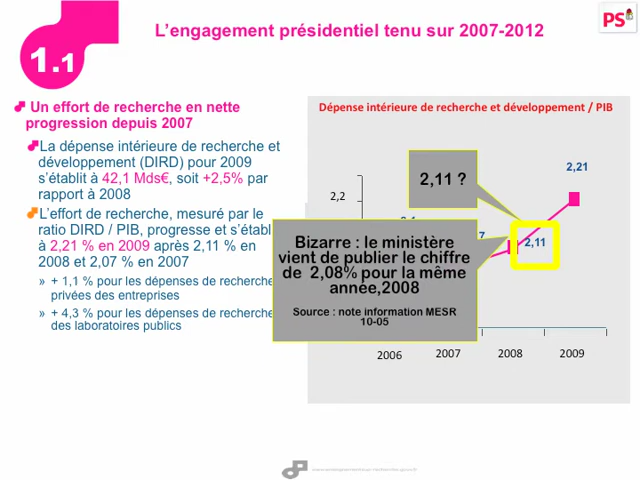 L'engagement présidentiel tenu sur 2007-2012
PS
1.1
Un effort de recherche en nette
progression depuis 2007
La dépense intérieure de recherche et
développement (DIRD) pour 2009
s'établit à 42,1 Mds€, soit +2,5% par
rapport à 2008
L'effort de recherche, mesuré par le
ratio DIRD / PIB, progresse et s'établ
à 2,21 % en 2009 après 2,11 % en
2008 et 2,07 % en 2007
» + 1,1 % pour les dépenses de recherche
privées des entreprises
» + 4,3 % pour les dépenses de recherche
des laboratoires publics
Dépense intérieure de recherche et développement / PIB
2,21
2,11 ?
2,2
2,11
Bizarre : le ministère
vient de publier le chiffre
de 2,08% pour la même
année,2008
Source : note information MESR
10-05
2006 2007 2008 2009